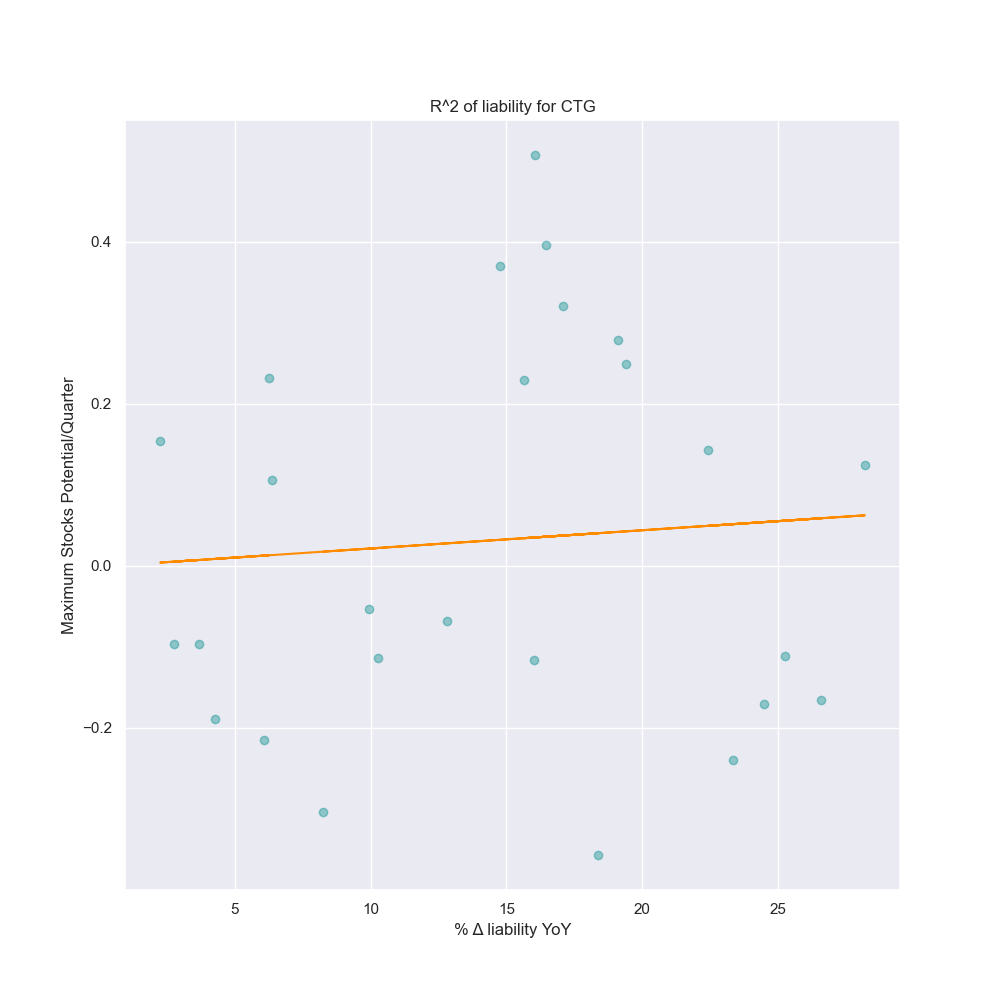 R^2 of liability for CTG
Maximum Stocks Potential/Quarter
0.4
0.2
0.0
−0.2
5 10 15 20 25
% Δ liability YoY